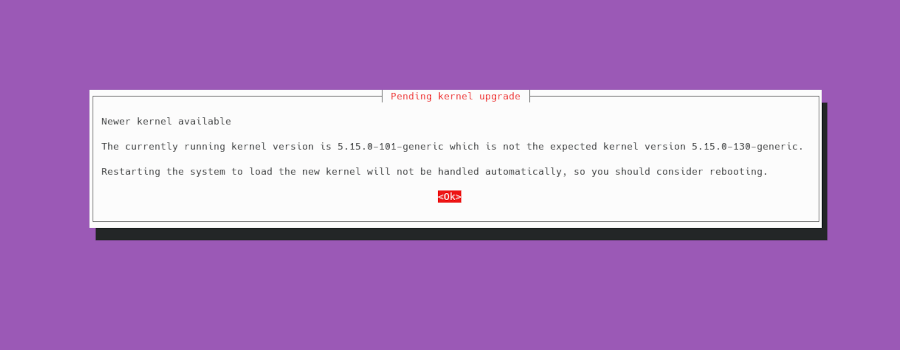 Pending kernel upgrade
Newer kernel available
The currently running kernel version is 5.15.0-101-generic which is not the expected kernel version 5.15.0-130-generic.
Restarting the system to load the new kernel will not be handled automatically, so you should consider rebooting.
<Ok>